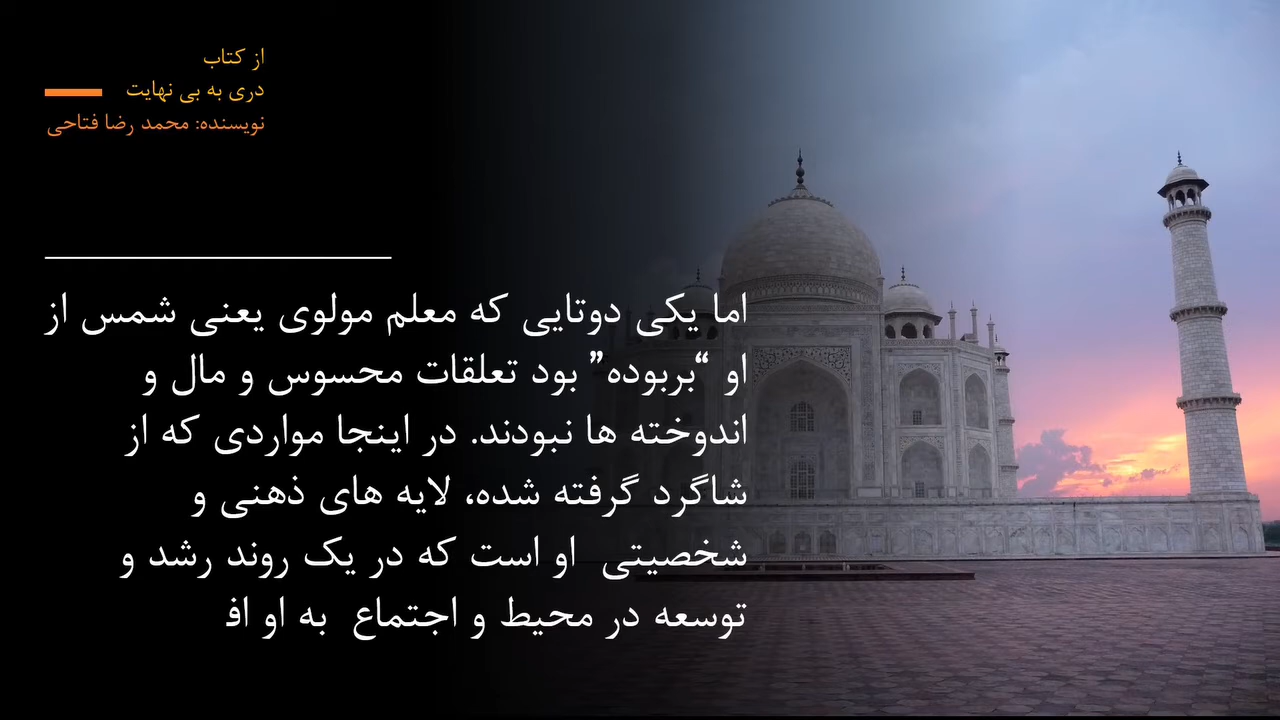 از کتاب
دری به بی نهایت
نویسنده: محمد رضا فتاحی
اما یکی دوتایی که معلم مولوی یعنی شمس از
او “بربوده” بود تعلقات محسوس و مال و
اندوخته ها نبودند. در اینجا مواردی که از
شاگرد گرفته شده، لایه های ذهنی و
شخصیتی او است که در یک روند رشد و
توسعه در محیط و اجتماع به او اف